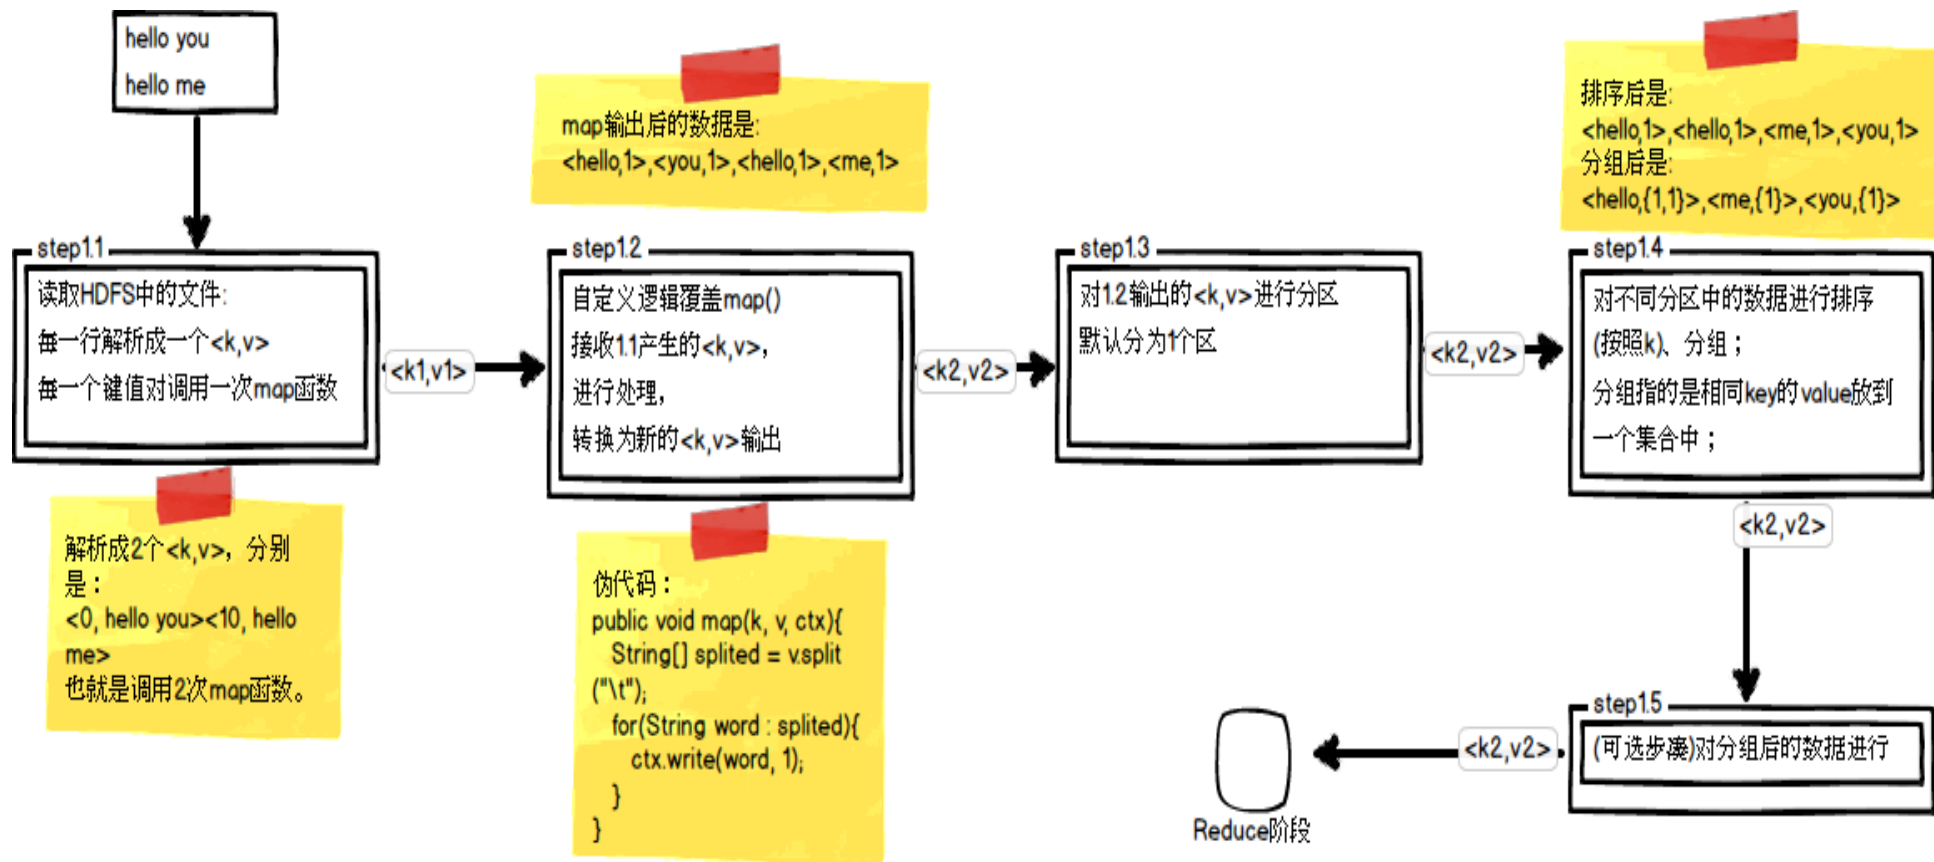 hello you
hello me
map输出后的数据是:
<hello,1>,<you,1>,<hello,1>,<me,1>
排序后是:
<hello,1>,<hello,1>,<me,1>,<you,1>
分组后是:
<hello,{1,1}>,<me,{1}>,<you,{1}>
step1.1
读取HDFS中的文件:
每一行解析成一个<k,v>
每一个键值对调用一次map函数
<k1,v1>
step1.2
自定义逻辑覆盖map()
接收1.1产生的<k,v>,
进行处理,
转换为新的<k,v>输出
<k2,v2>
step1.3
对1.2输出的<k,v>进行分区
默认分为1个区
<k2,v2>
step1.4
对不同分区中的数据进行排序
(按照k)、分组;
分组指的是相同key的value放到
一个集合中;
<k2,v2>
解析成2个<k,v>，分别
是：
<0, hello you><10, hello
me>
也就是调用2次map函数。
伪代码：
public void map(k, v, ctx){
String[] splited = v.split
("\t");
for(String word : splited){
ctx.write(word, 1);
}
}
step1.5
(可选步凑)对分组后的数据进行
<k2,v2>
Reduce阶段